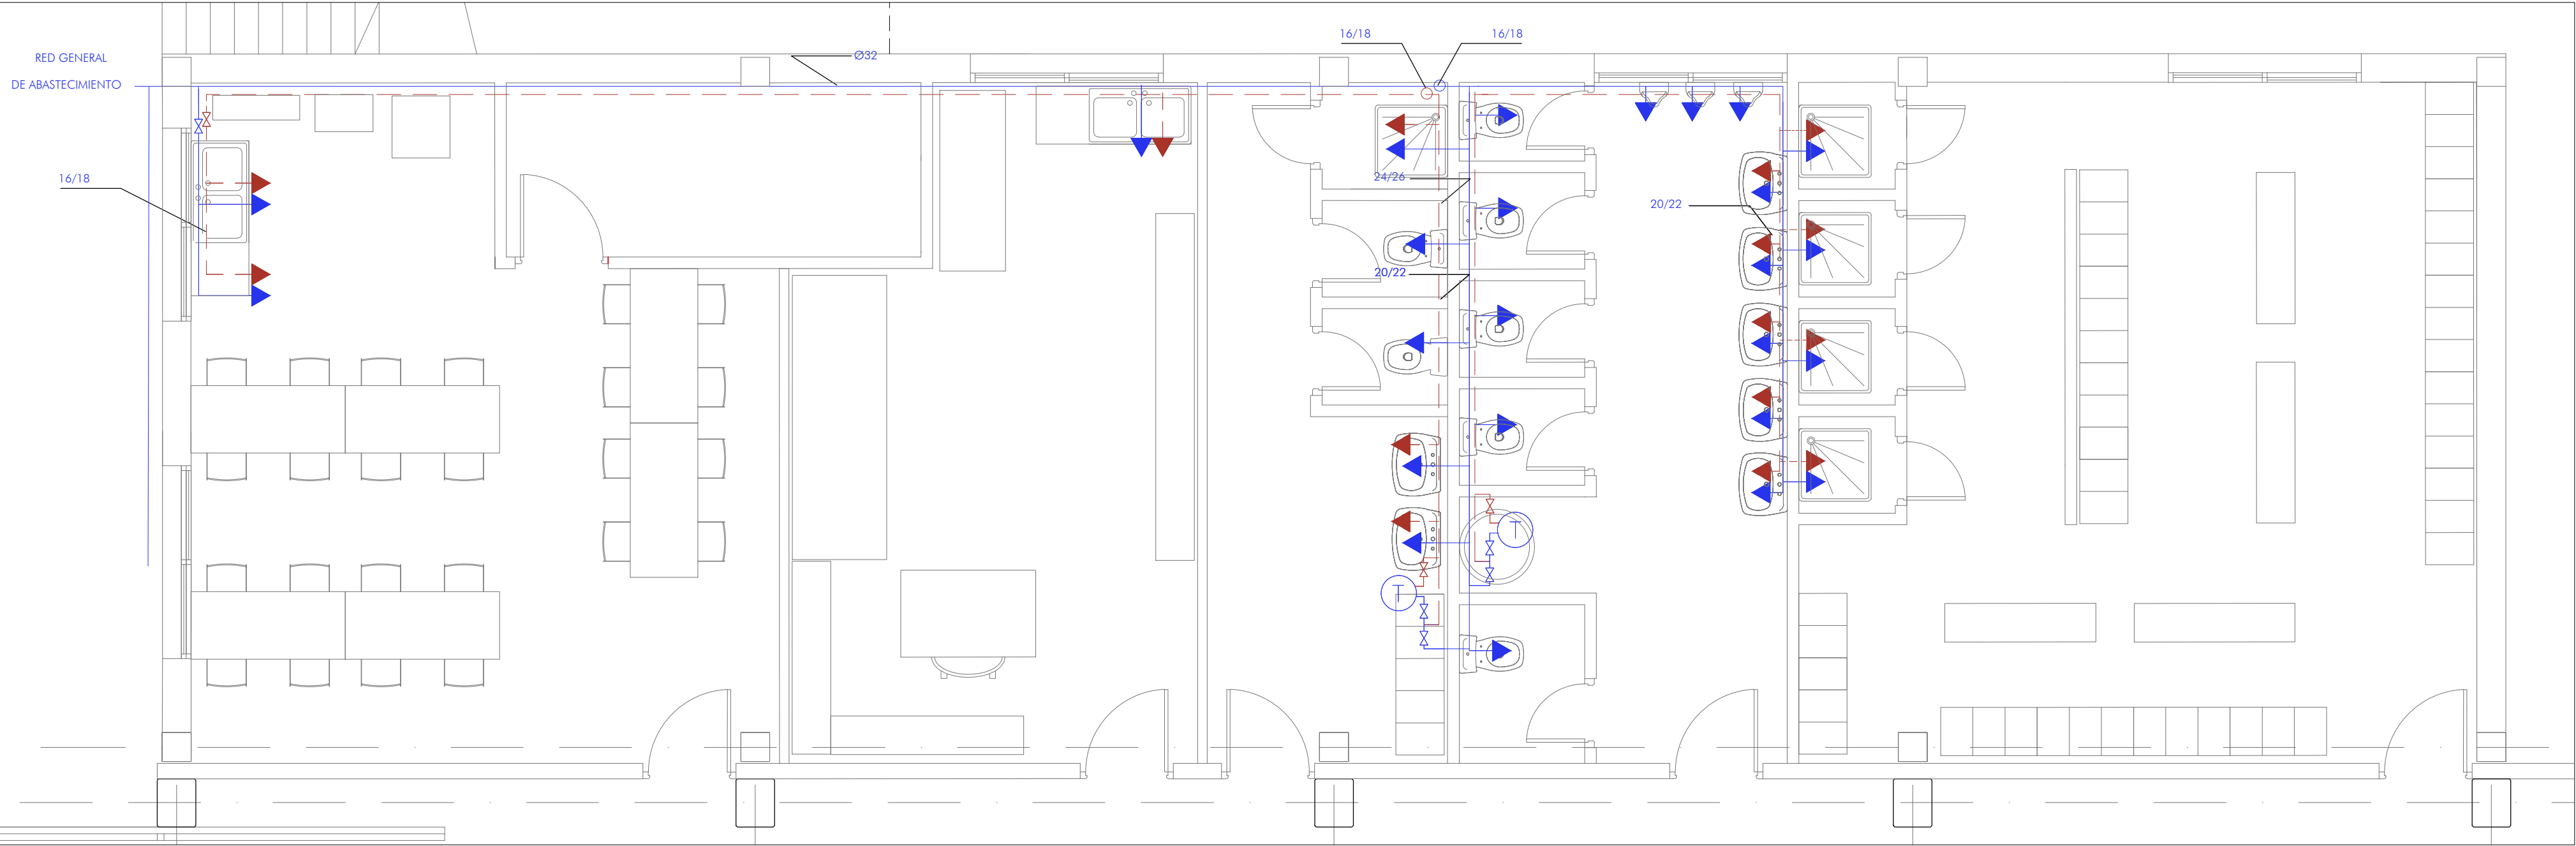 16/18
16/18
RED GENERAL
Ø32
DE ABASTECIMIENTO
16/18
24/26
20/22
20/22
T
T